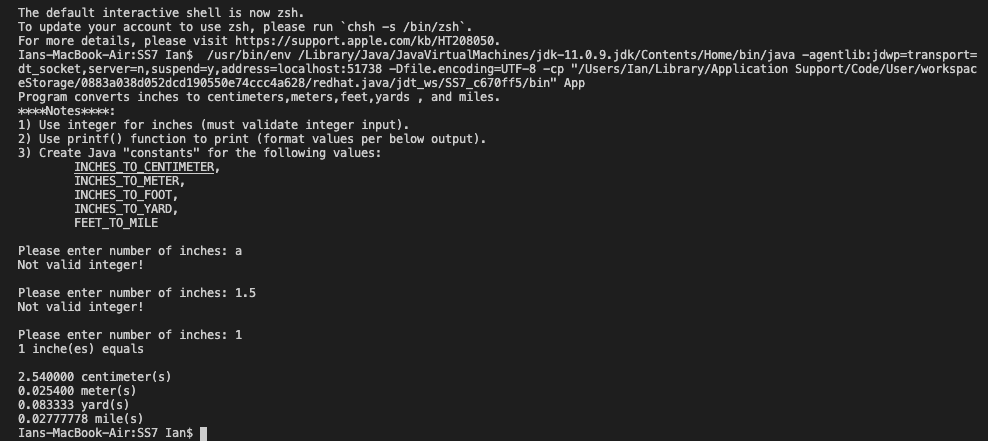 The default interactive shell is now zsh.
To update your account to use zsh, please run `chsh -s /bin/zsh`.
For more details, please visit https://support.apple.com/kb/HT208050.
Ians-MacBook-Air:SS7 Ian$  /usr/bin/env /Library/Java/JavaVirtualMachines/jdk-11.0.9.jdk/Contents/Home/bin/java -agentlib:jdwp=transport=
dt_socket,server=n,suspend=y,address=localhost:51738 -Dfile.encoding=UTF-8 -cp "/Users/Ian/Library/Application Support/Code/User/workspac
eStorage/0883a038d052dcd190550e74ccc4a628/redhat.java/jdt_ws/SS7_c670ff5/bin" App
Program converts inches to centimeters,meters,feet,yards , and miles.
****Notes****:
1) Use integer for inches (must validate integer input).
2) Use printf() function to print (format values per below output).
3) Create Java "constants" for the following values:
INCHES_TO_CENTIMETER,
INCHES_TO_METER,
INCHES_TO_FOOT,
INCHES_TO_YARD,
FEET_TO_MILE
Please enter number of inches: a
Not valid integer!
Please enter number of inches: 1.5
Not valid integer!
Please enter number of inches: 1
1 inche(es) equals
2.540000 centimeter(s)
0.025400 meter(s)
0.083333 yard(s)
0.02777778 mile(s)
Ians-MacBook-Air:SS7 Ian$